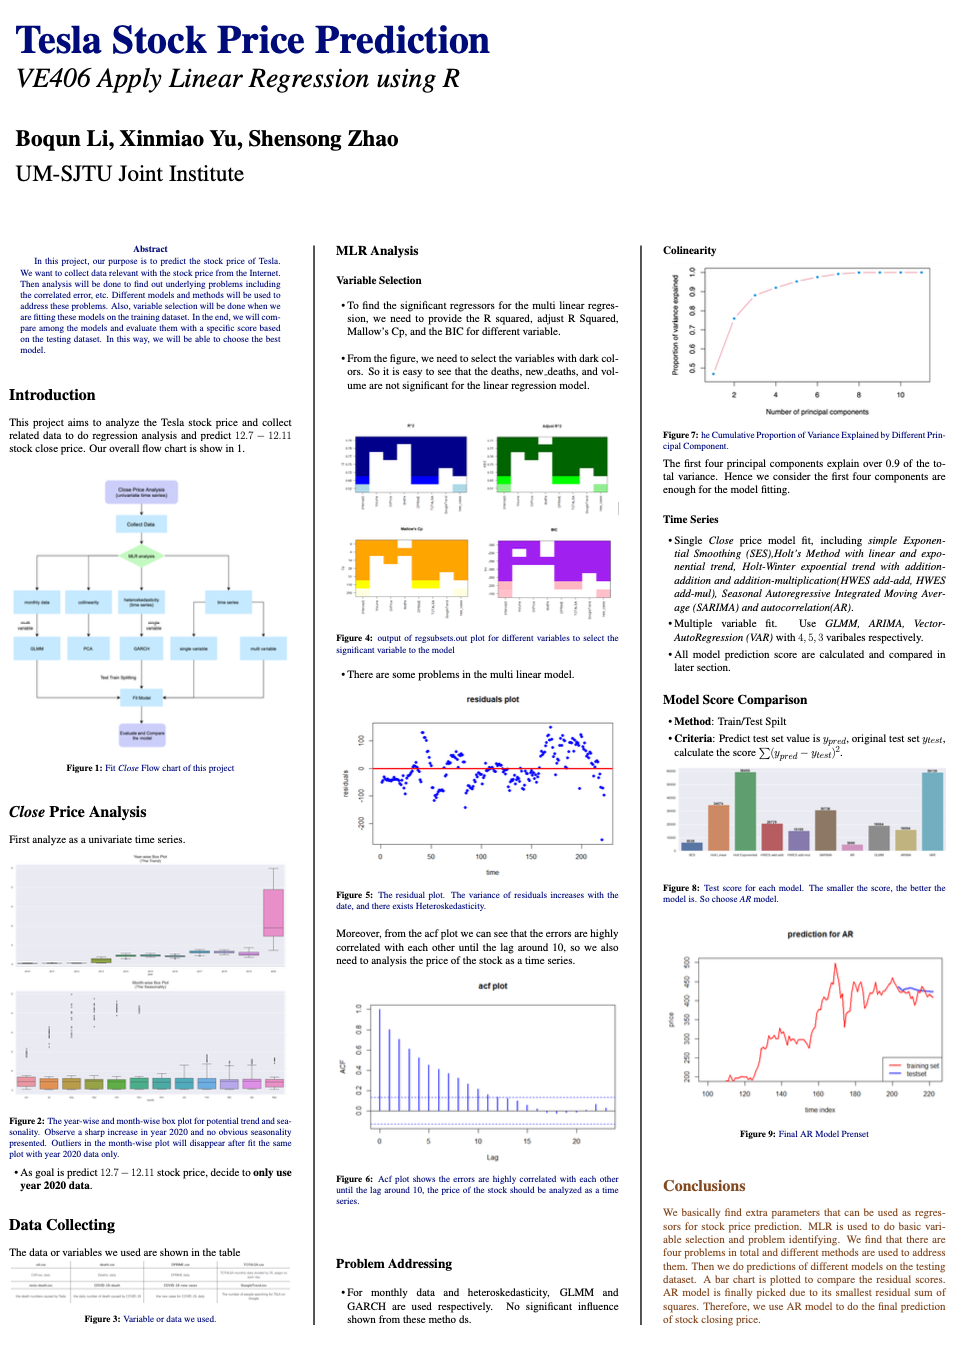 Tesla Stock Price Prediction
VE406 Apply Linear Regression using R
Boqun Li, Xinmiao Yu, Shensong Zhao
UM-SJTU Joint Institute
Abstract
In this project, our purpose is to predict the stock price of Tesla.
We want to collect data relevant with the stock price from the Internet.
Then analysis will be done to find out underlying problems including
the correlated error, etc. Different models and methods will be used to
address these problems. Also, variable selection will be done when we
are fitting these models on the training dataset. In the end, we will com-
pare among the models and evaluate them with a specific score based
on the testing dataset. In this way, we will be able to choose the best
model.
Introduction
This project aims to analyze the Tesla stock price and collect
related data to do regression analysis and predict 12.7 − 12.11
stock close price. Our overall flow chart is show in 1.
Close Price Analysis
(univariate time series)
Collect Data
MLR analysis
monthly data
colinearity
heteroskedasticity
(time series)
time series
multi
variable
single
variable
GLMM
PCA
GARCH
single variable
multi variable
Test Train Splitting
Fit Model
Evaluate and Compare
the model
Figure 1: Fit Close Flow chart of this project
Close Price Analysis
First analyze as a univariate time series.
Year-wise Box Plot
(The Trend)
Month-wise Box Plot
(The Seasonality)
Figure 2: The year-wise and month-wise box plot for potential trend and sea-
sonality. Observe a sharp increase in year 2020 and no obvious seasonality
presented. Outliers in the month-wise plot will disappear after fit the same
plot with year 2020 data only.
• As goal is predict 12.7 − 12.11 stock price, decide to only use
year 2020 data.
Data Collecting
The data or variables we used are shown in the table
Figure 3: Variable or data we used.
MLR Analysis
Variable Selection
• To find the significant regressors for the multi linear regres-
sion, we need to provide the R squared, adjust R Squared,
Mallow's Cp, and the BIC for different variable.
• From the figure, we need to select the variables with dark col-
ors. So it is easy to see that the deaths, new_deaths, and vol-
ume are not significant for the linear regression model.
R^2
Adjust R^2
Mallow's Cp
BIC
Figure 4: output of regsubsets.out plot for different variables to select the
significant variable to the model
• There are some problems in the multi linear model.
residuals plot
residuals
100
0
-100
-200
0 50 100 150 200
time
Figure 5: The residual plot. The variance of residuals increases with the
date, and there exists Heteroskedasticity.
Moreover, from the acf plot we can see that the errors are highly
correlated with each other until the lag around 10, so we also
need to analysis the price of the stock as a time series.
acf plot
ACF
1.0
0.8
0.6
0.4
0.2
0.0
0 5 10 15 20
Lag
Figure 6: Acf plot shows the errors are highly correlated with each other
until the lag around 10, the price of the stock should be analyzed as a time
series.
Problem Addressing
• For monthly data and heteroskedasticity, GLMM and
GARCH are used respectively. No significant influence
shown from these metho ds.
Colinearity
Proportion of variance explained
1.0
0.9
0.8
0.7
0.6
0.5
2 4 6 8 10
Number of principal components
Figure 7: he Cumulative Proportion of Variance Explained by Different Prin-
cipal Component.
The first four principal components explain over 0.9 of the to-
tal variance. Hence we consider the first four components are
enough for the model fitting.
Time Series
• Single Close price model fit, including simple Exponen-
tial Smoothing (SES),Holt's Method with linear and expo-
nential trend, Holt-Winter expoential trend with addition-
addition and addition-multiplication(HWES add-add, HWES
add-mul), Seasonal Autoregressive Integrated Moving Aver-
age (SARIMA) and autocorrelation(AR).
• Multiple variable fit. Use GLMM, ARIMA, Vector-
AutoRegression (VAR) with 4, 5, 3 varibales respectively.
• All model prediction score are calculated and compared in
later section.
Model Score Comparison
• Method: Train/Test Spilt
• Criteria: Predict test set value is y_pred, original test set y_test,
calculate the score ∑(y_pred − y_test)².
Figure 8: Test score for each model. The smaller the score, the better the
model is. So choose AR model.
prediction for AR
price
500
450
400
350
300
250
200
100 120 140 160 180 200 220
time index
training set
testset
Figure 9: Final AR Model Prenset
Conclusions
We basically find extra parameters that can be used as regres-
sors for stock price prediction. MLR is used to do basic vari-
able selection and problem identifying. We find that there are
four problems in total and different methods are used to address
them. Then we do predictions of different models on the testing
dataset. A bar chart is plotted to compare the residual scores.
AR model is finally picked due to its smallest residual sum of
squares. Therefore, we use AR model to do the final prediction
of stock closing price.